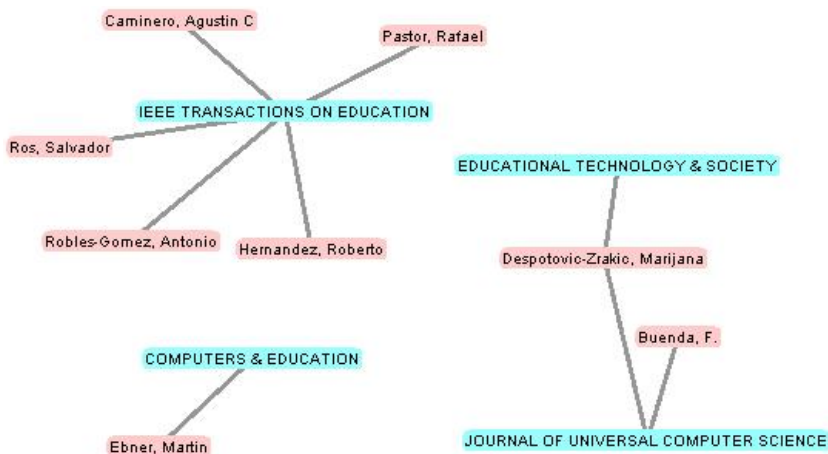 Caminero, Agustin C
Pastor, Rafael
IEEE TRANSACTIONS ON EDUCATION
Ros, Salvador
EDUCATIONAL TECHNOLOGY & SOCIETY
Robles-Gomez, Antonio
Hernandez, Roberto
Despotovic-Zrakic, Marijana
Buenda, F.
COMPUTERS & EDUCATION
JOURNAL OF UNIVERSAL COMPUTER SCIENCE
Ebner, Martin